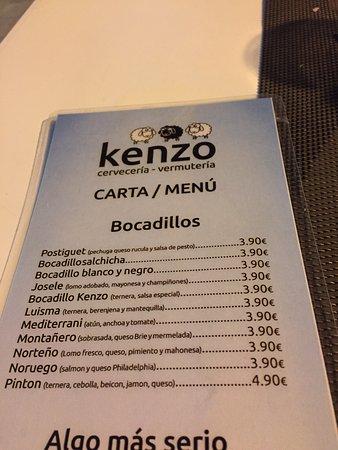 kenzo
cervecería - vermutería
CARTA / MENÚ
Bocadillos
Postiguet (pechuga queso rucula y salsa de pesto)....3.90€
Bocadillosalchicha....3.90€
Bocadillo blanco y negro....3.90€
Josele (lomo adobado, mayonesa y champiñones)....3.90€
Bocadillo Kenzo (ternera, salsa especial)....3.90€
Luisma (ternera, berenjena y mantequilla)....3.90€
Mediterrani (atún, anchoa y tomate)....3.90€
Montañero (sobrasada, queso Brie y mermelada)....3.90€
Norteño (Lomo fresco, queso, pimiento y mahonesa)....3.90€
Noruego (salmon y queso Philadelphia)....3.90€
Pinton (ternera, cebolla, beicon, jamon, queso)....4.90€
Algo más serio